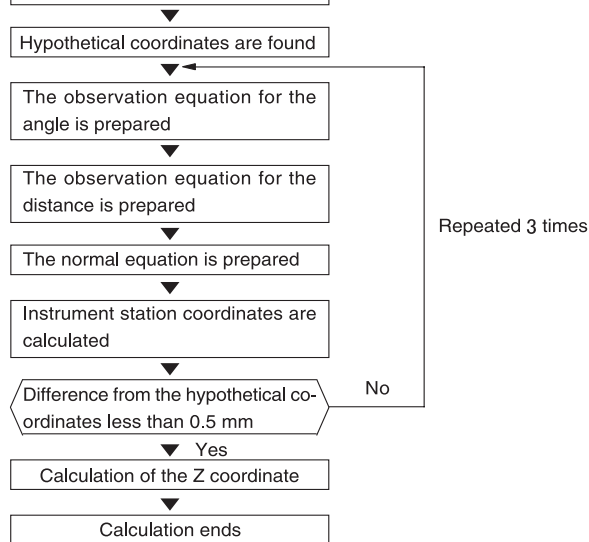 Hypothetical coordinates are found
The observation equation for the
angle is prepared
The observation equation for the
distance is prepared
Repeated 3 times
The normal equation is prepared
Instrument station coordinates are
calculated
Difference from the hypothetical co-
ordinates less than 0.5 mm
No
Yes
Calculation of the Z coordinate
Calculation ends